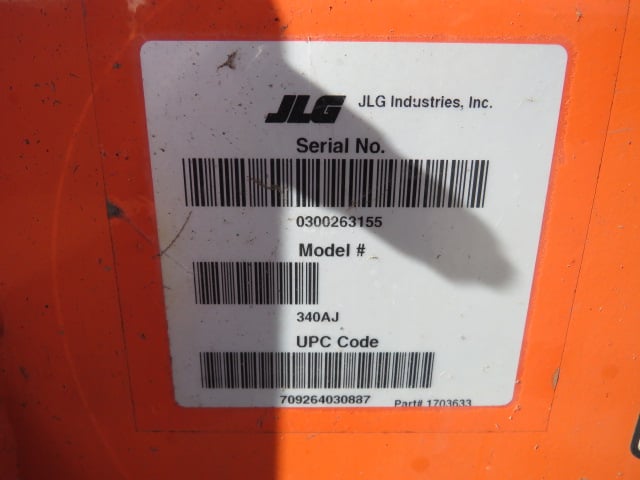 JLG JLG Industries, Inc.
Serial No.
0300263155
Model #
340AJ
UPC Code
709264030887 Part# 1703633